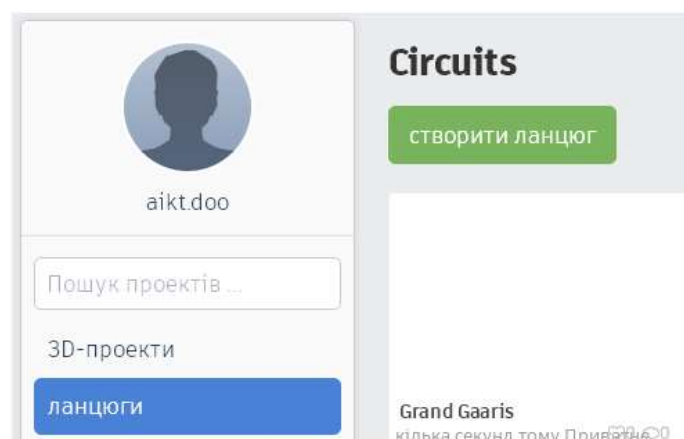 aikt.doo
Пошук проектів ...
3D-проекти
ланцюги
Circuits
створити ланцюг
Grand Gaaris
кілька секунд тому Приватне